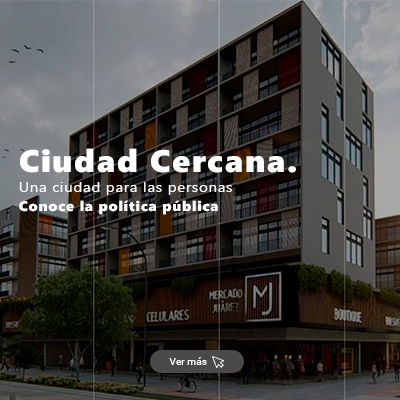 Ciudad Cercana.
Una ciudad para las personas
Conoce la política pública
CELULARES
MERCADO
JUÁREZ
MJ
BOUTIQUE
Ver más